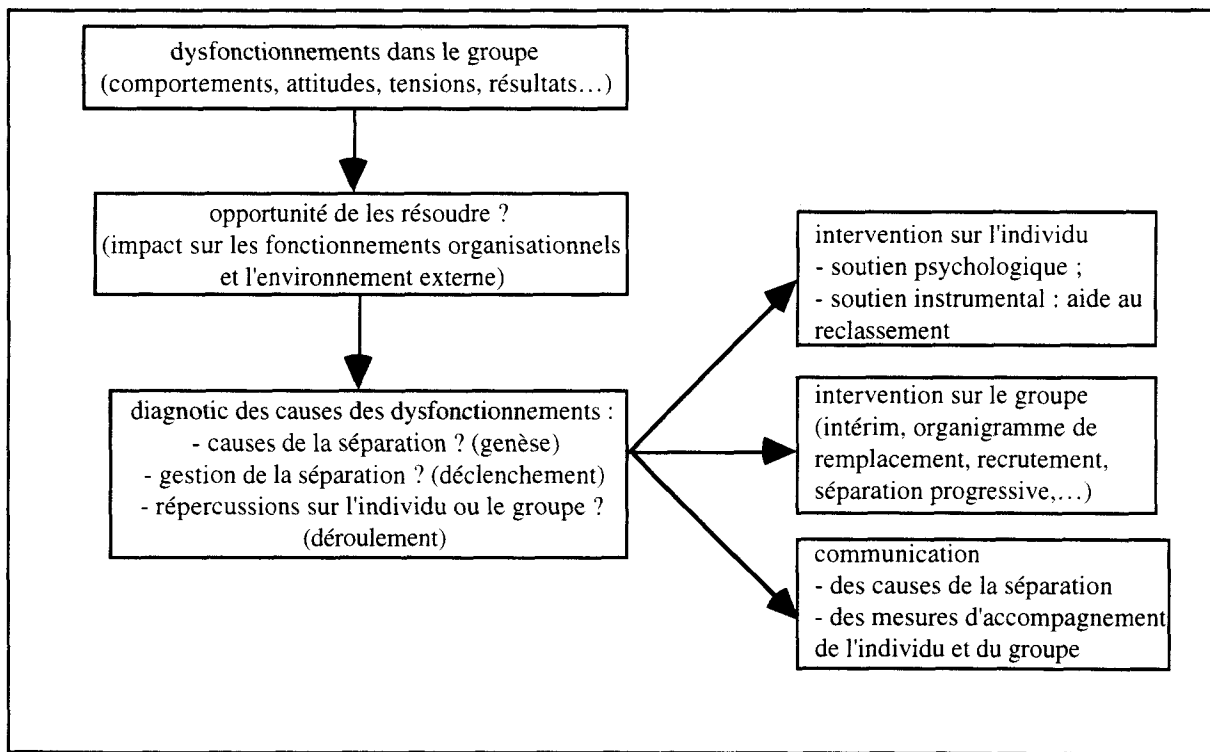 dysfonctionnements dans le groupe
(comportements, attitudes, tensions, résultats…)
opportunité de les résoudre ?
(impact sur les fonctionnements organisationnels
et l'environnement externe)
diagnotic des causes des dysfonctionnements :
- causes de la séparation ? (genèse)
- gestion de la séparation ? (déclenchement)
- répercussions sur l'individu ou le groupe ?
(déroulement)
intervention sur l'individu
- soutien psychologique ;
- soutien instrumental : aide au
reclassement
intervention sur le groupe
(intérim, organigramme de
remplacement, recrutement,
séparation progressive,…)
communication
- des causes de la séparation
- des mesures d'accompagnement
de l'individu et du groupe